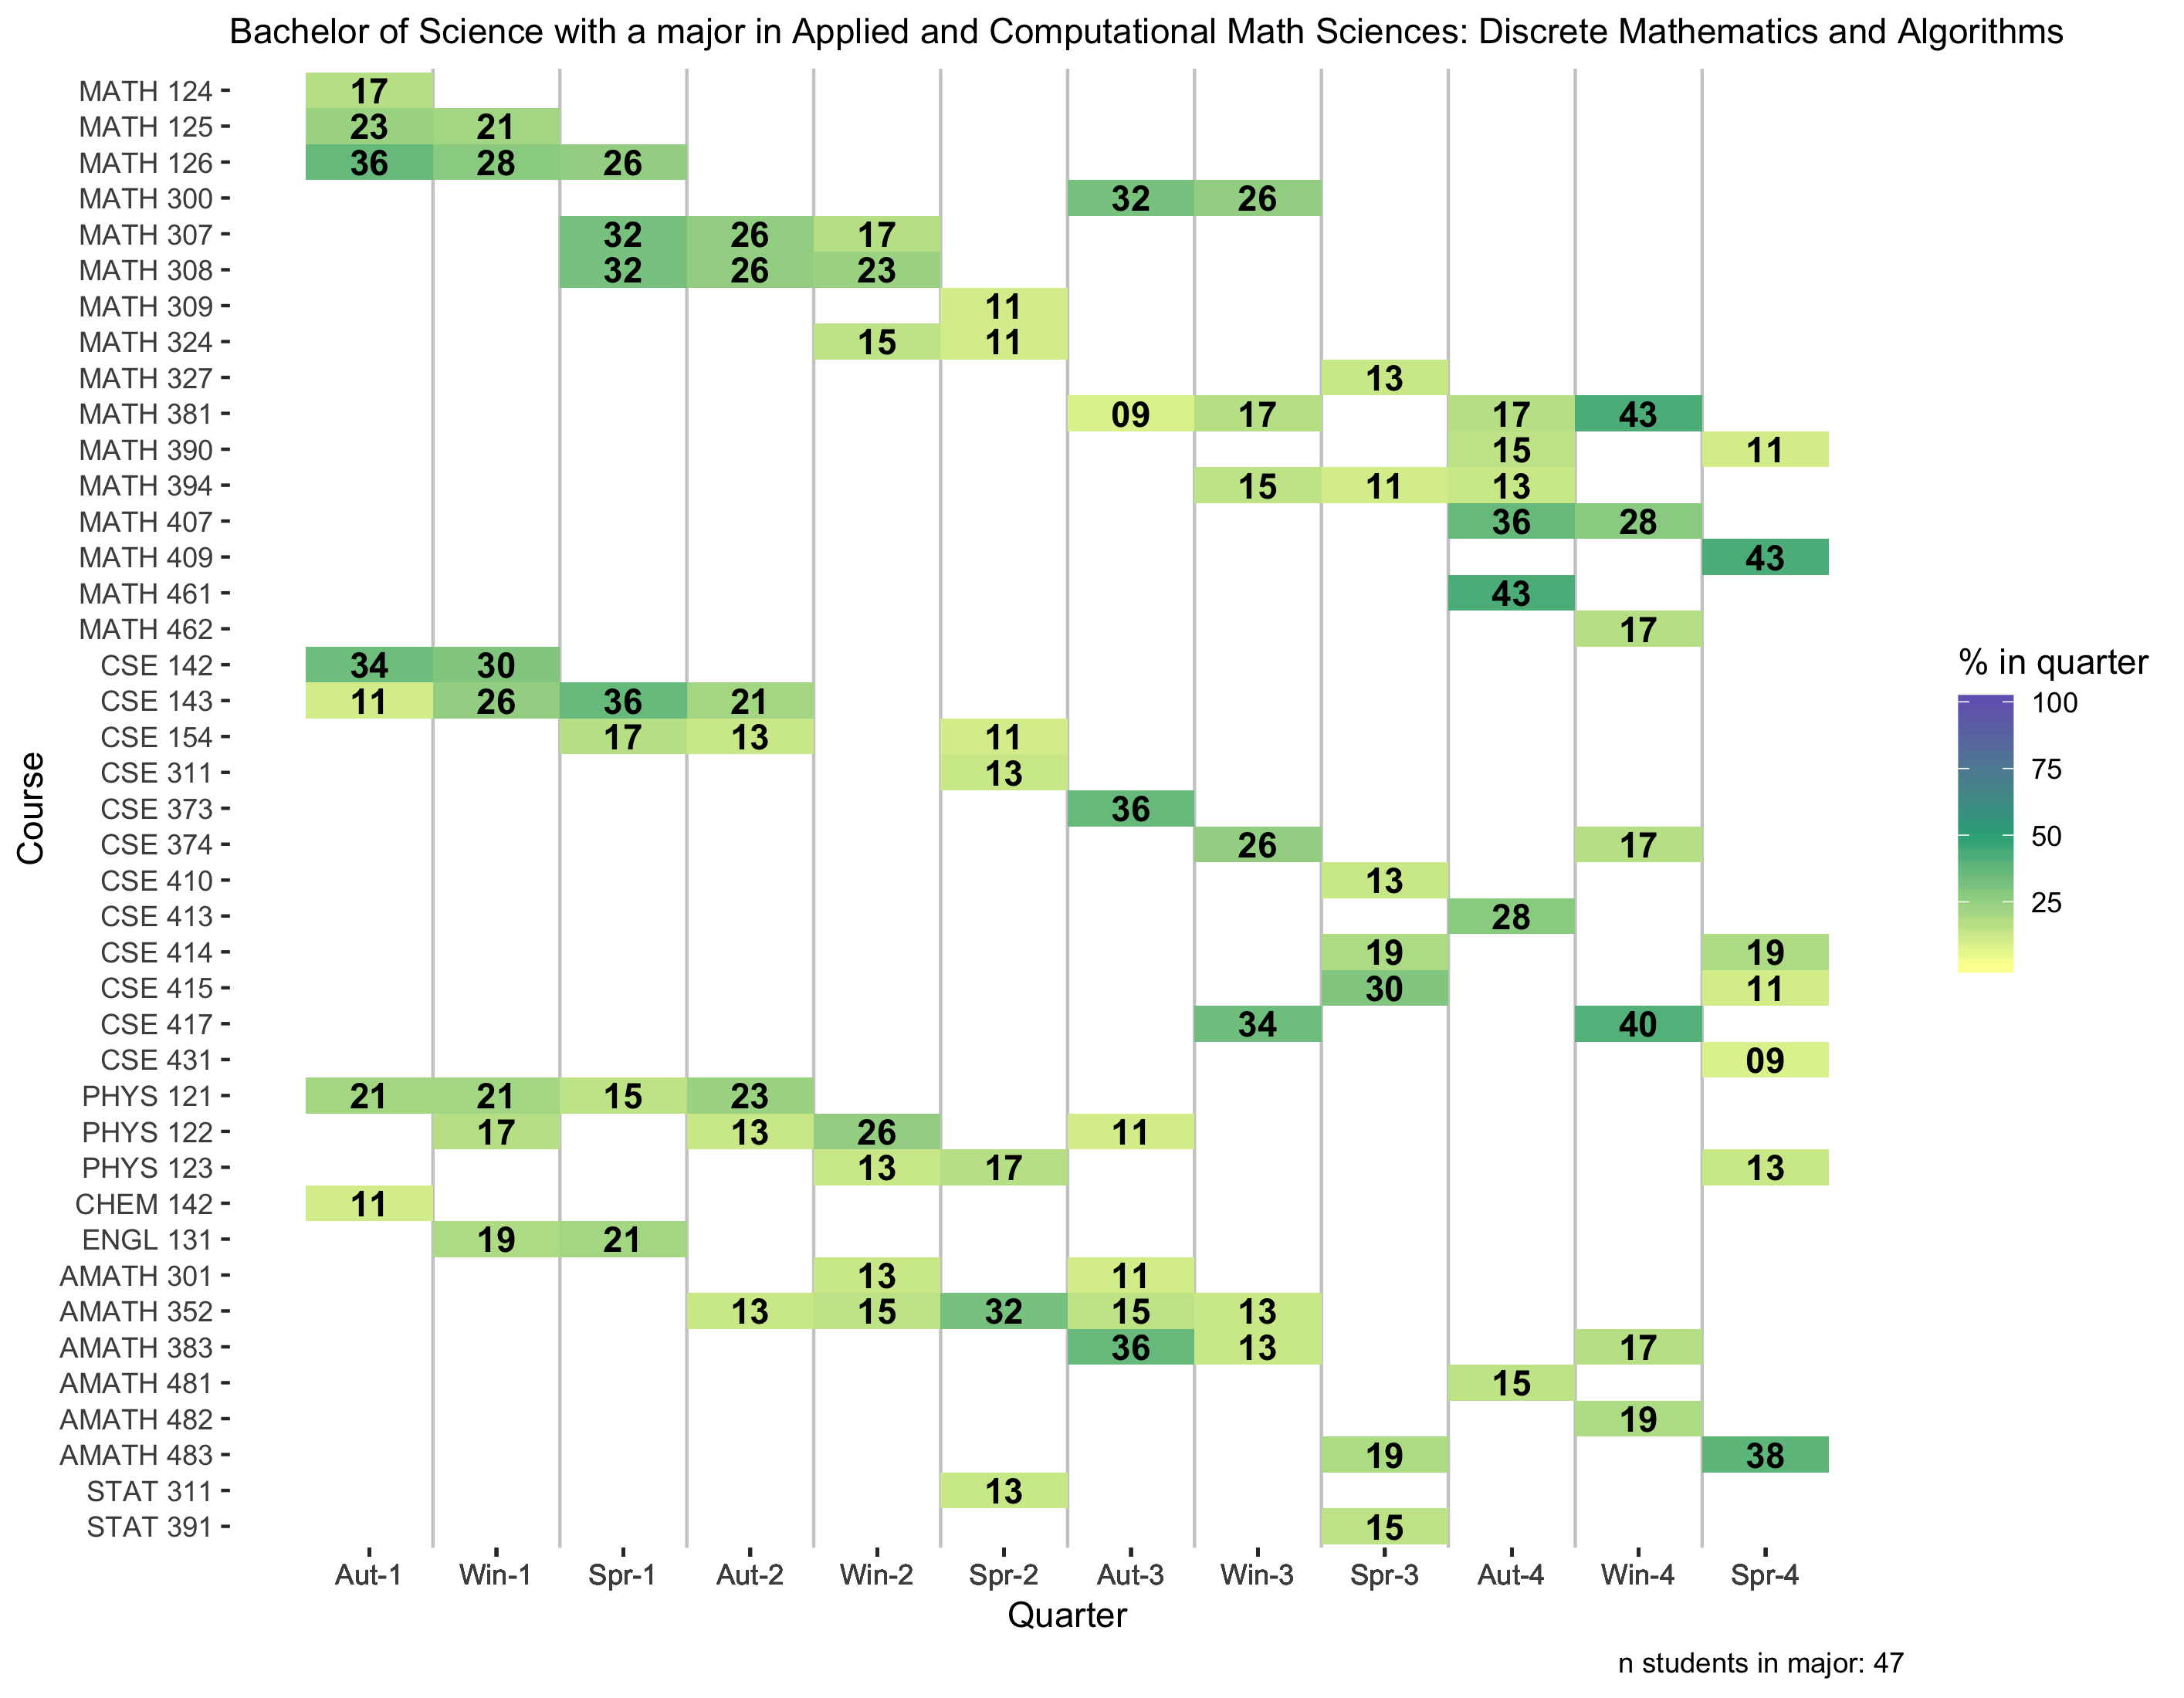 Bachelor of Science with a major in Applied and Computational Math Sciences: Discrete Mathematics and Algorithms
MATH 124 17
MATH 125 23 21
MATH 126 36 28 26
MATH 300 32 26
MATH 307 32 26 17
MATH 308 32 26 23
MATH 309 11
MATH 324 15 11
MATH 327 13
MATH 381 09 17 17 43
MATH 390 15 11
MATH 394 15 11 13
MATH 407 36 28
MATH 409 43
MATH 461 43
MATH 462 17
CSE 142 34 30
CSE 143 11 26 36 21
CSE 154 17 13 11
CSE 311 13
CSE 373 36
CSE 374 26 17
CSE 410 13
CSE 413 28
CSE 414 19 19
CSE 415 30 11
CSE 417 34 40
CSE 431 09
PHYS 121 21 21 15 23
PHYS 122 17 13 26 11
PHYS 123 13 17 13
CHEM 142 11
ENGL 131 19 21
AMATH 301 13 11
AMATH 352 13 15 32 15 13
AMATH 383 36 13 17
AMATH 481 15
AMATH 482 19
AMATH 483 19 38
STAT 311 13
STAT 391 15
Course
Aut-1 Win-1 Spr-1 Aut-2 Win-2 Spr-2 Aut-3 Win-3 Spr-3 Aut-4 Win-4 Spr-4
Quarter
% in quarter
100
75
50
25
n students in major: 47